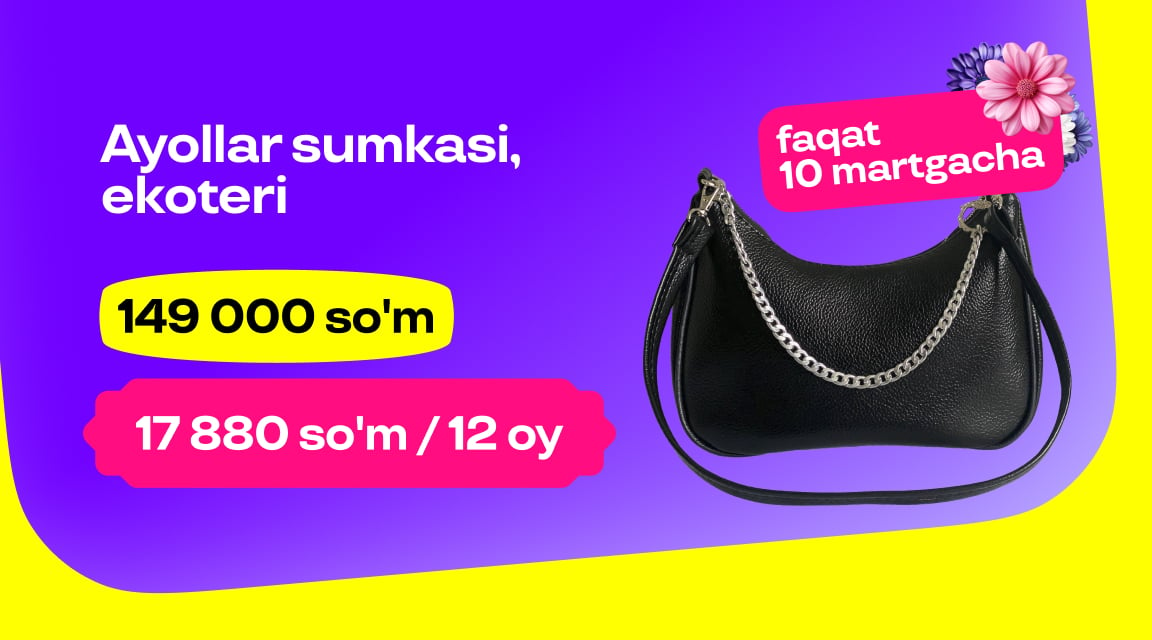 Ayollar sumkasi,
ekoteri
149 000 so'm
17 880 so'm / 12 oy
faqat
10 martgacha